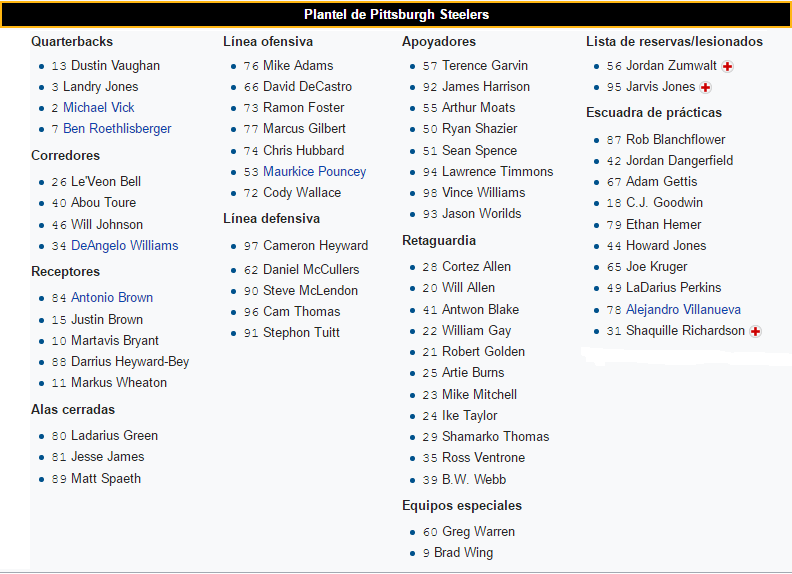 Plantel de Pittsburgh Steelers
Quarterbacks
13 Dustin Vaughan
3 Landry Jones
2 Michael Vick
7 Ben Roethlisberger
Corredores
26 Le'Veon Bell
40 Abou Toure
46 Will Johnson
34 DeAngelo Williams
Receptores
84 Antonio Brown
15 Justin Brown
10 Martavis Bryant
88 Darrius Heyward-Bey
11 Markus Wheaton
Alas cerradas
80 Ladarius Green
81 Jesse James
89 Matt Spaeth
Línea ofensiva
76 Mike Adams
66 David DeCastro
73 Ramon Foster
77 Marcus Gilbert
74 Chris Hubbard
53 Maurkice Pouncey
72 Cody Wallace
Línea defensiva
97 Cameron Heyward
62 Daniel McCullers
90 Steve McLendon
96 Cam Thomas
91 Stephon Tuitt
Apoyadores
57 Terence Garvin
92 James Harrison
55 Arthur Moats
50 Ryan Shazier
51 Sean Spence
94 Lawrence Timmons
98 Vince Williams
93 Jason Worilds
Retaguardia
28 Cortez Allen
20 Will Allen
41 Antwon Blake
22 William Gay
21 Robert Golden
25 Artie Burns
23 Mike Mitchell
24 Ike Taylor
29 Shamarko Thomas
35 Ross Ventrone
39 B.W. Webb
Equipos especiales
60 Greg Warren
9 Brad Wing
Lista de reservas/lesionados
56 Jordan Zumwalt
95 Jarvis Jones
Escuadra de prácticas
87 Rob Blanchflower
42 Jordan Dangerfield
67 Adam Gettis
18 C.J. Goodwin
79 Ethan Hemer
44 Howard Jones
65 Joe Kruger
49 LaDarius Perkins
78 Alejandro Villanueva
31 Shaquille Richardson